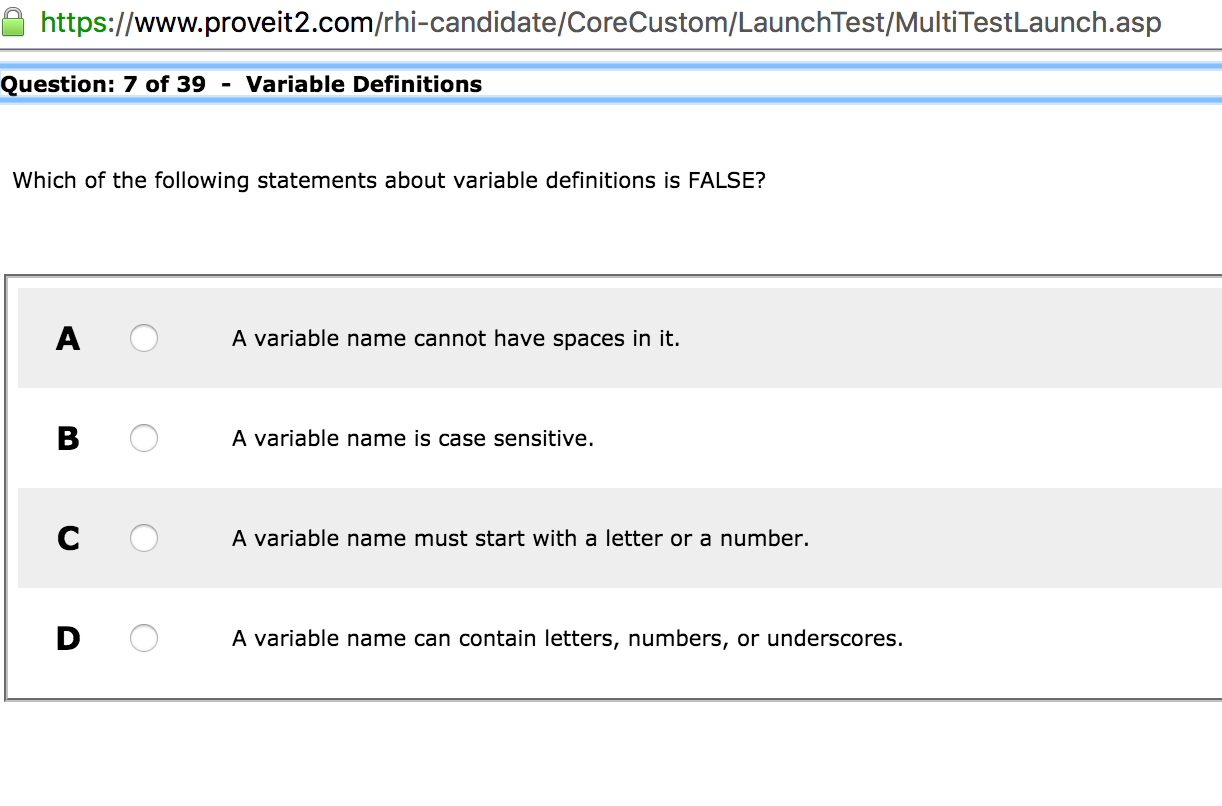 https://www.proveit2.com/rhi-candidate/CoreCustom/LaunchTest/MultiTestLaunch.asp
Question: 7 of 39 - Variable Definitions
Which of the following statements about variable definitions is FALSE?
A A variable name cannot have spaces in it.
B A variable name is case sensitive.
C A variable name must start with a letter or a number.
D A variable name can contain letters, numbers, or underscores.